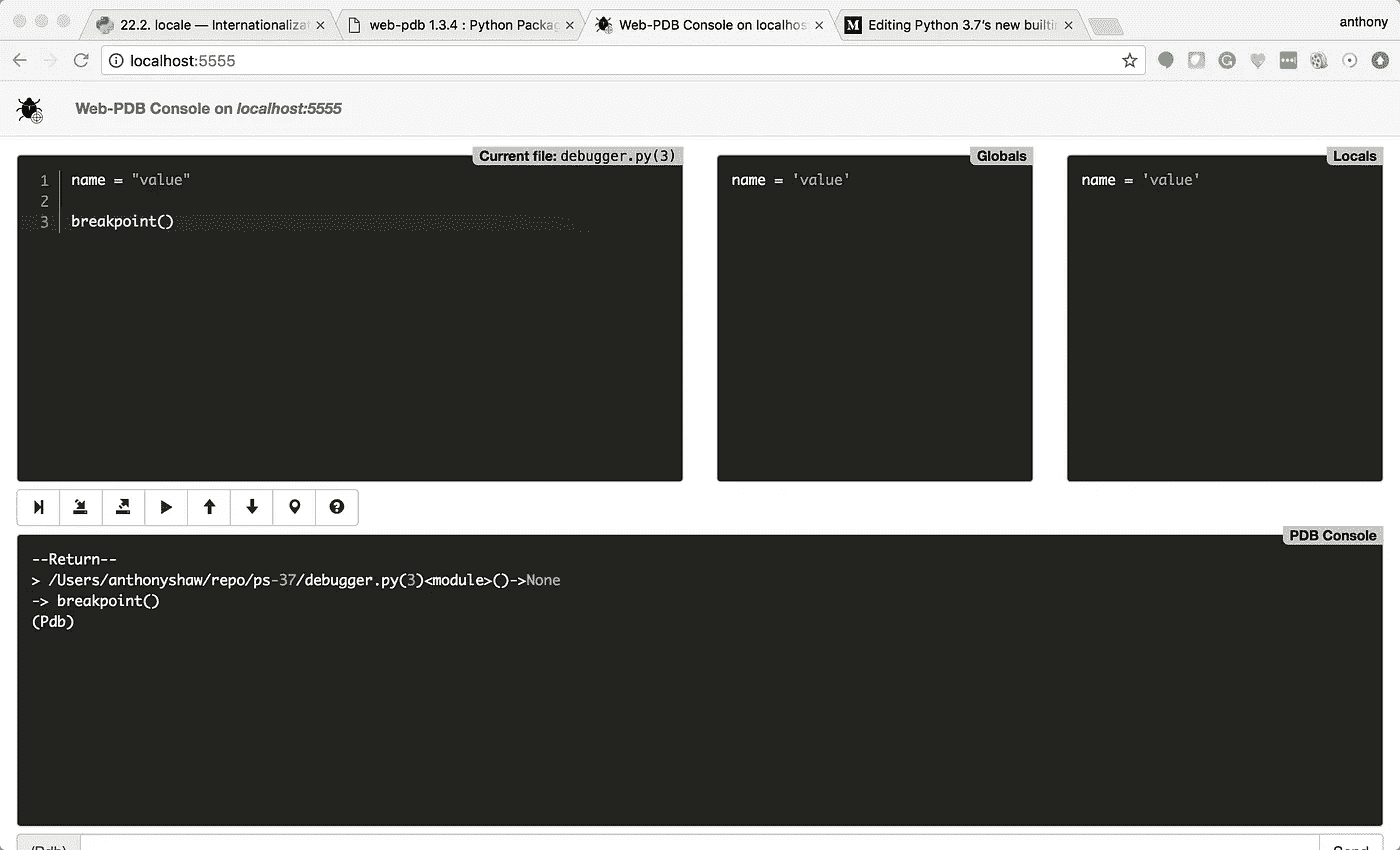 22.2. locale — Internationaliza
web-pdb 1.3.4 : Python Packag
Web-PDB Console on localhos
Editing Python 3.7's new builti
anthony
localhost:5555
Web-PDB Console on localhost:5555
Current file: debugger.py(3)
1 name = "value"
2
3 breakpoint()
Globals
name = 'value'
Locals
name = 'value'
PDB Console
--Return--
> /Users/anthonyshaw/repo/ps-37/debugger.py(3)<module>()->None
-> breakpoint()
(Pdb)
(Pdb)
Send